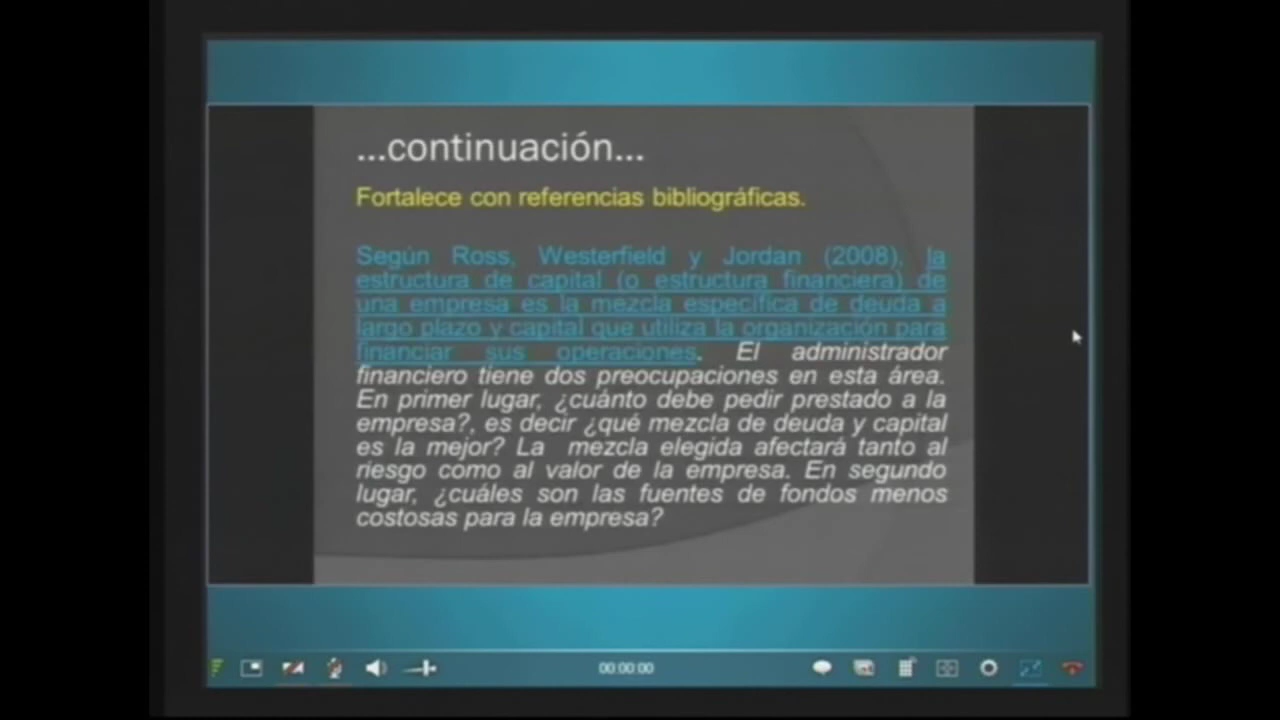 ...continuación...
Fortalece con referencias bibliográficas.
Según Ross, Westerfield y Jordan (2008), la
estructura de capital (o estructura financiera) de
una empresa es la mezcla específica de deuda a
largo plazo y capital que utiliza la organización para
financiar sus operaciones. El administrador
financiero tiene dos preocupaciones en esta área.
En primer lugar, ¿cuánto debe pedir prestado a la
empresa?, es decir ¿qué mezcla de deuda y capital
es la mejor? La mezcla elegida afectará tanto al
riesgo como al valor de la empresa. En segundo
lugar, ¿cuáles son las fuentes de fondos menos
costosas para la empresa?
00:00:00